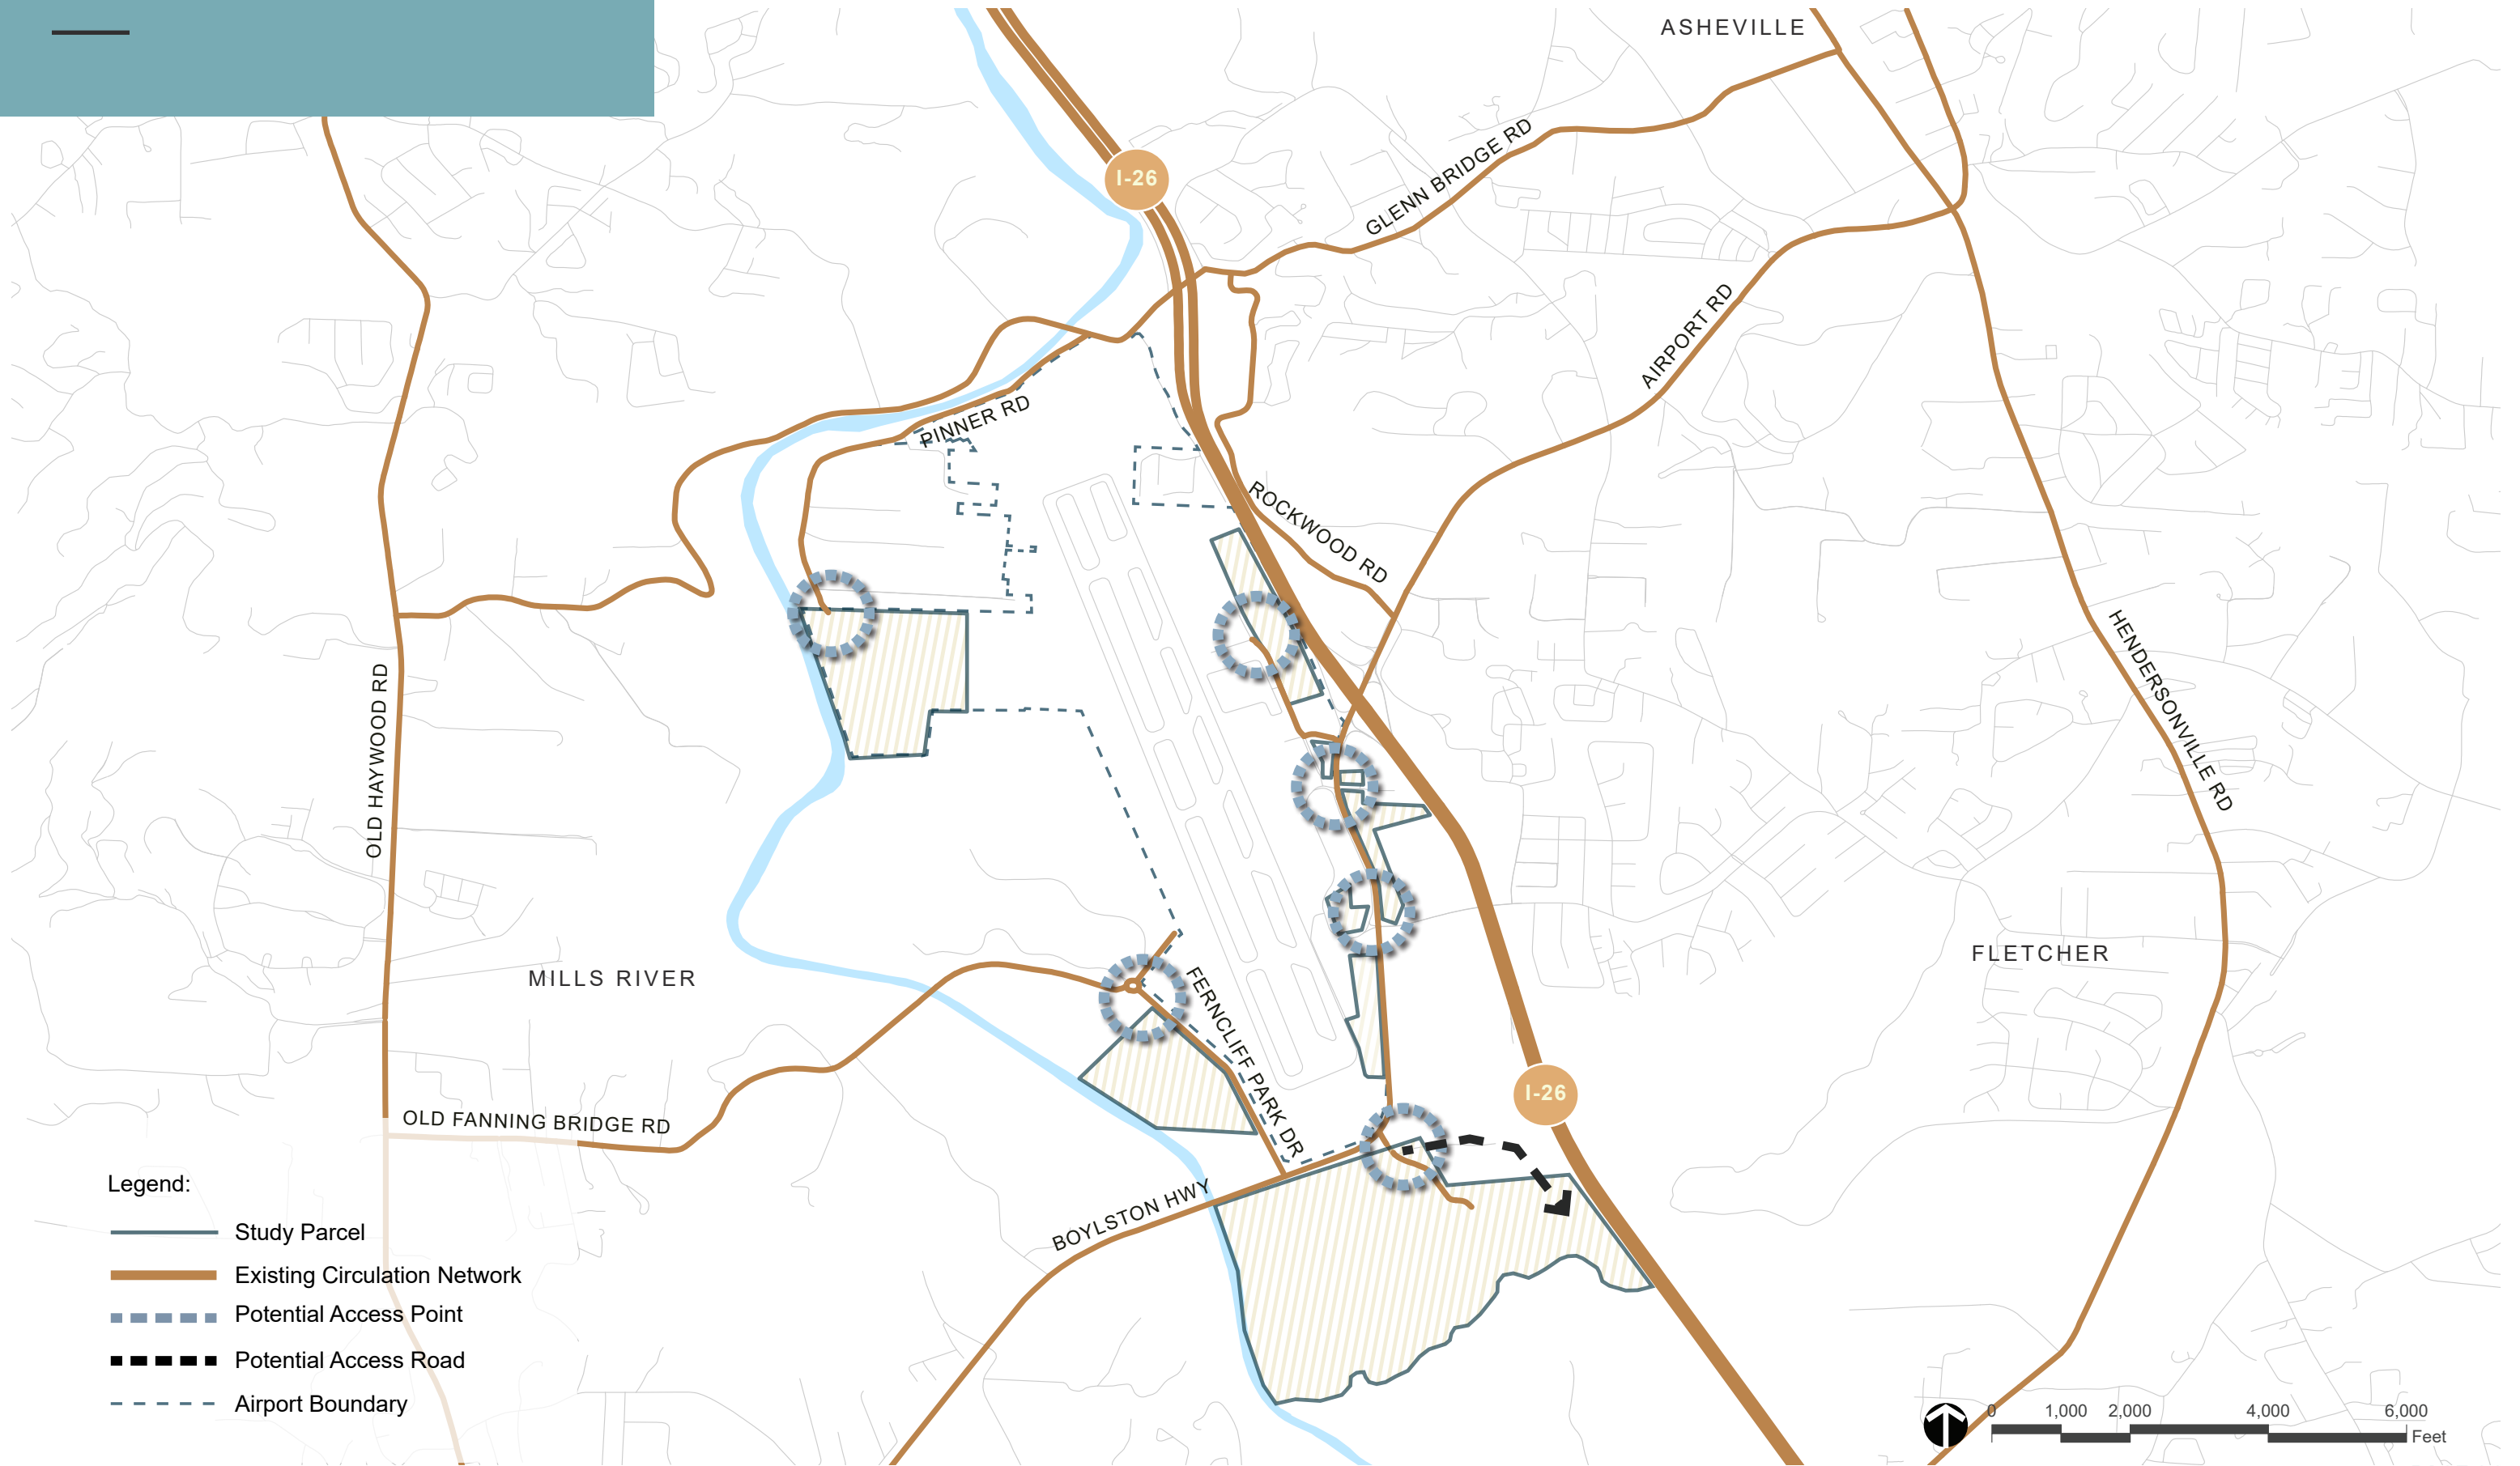 ASHEVILLE
I-26
GLENN BRIDGE RD
AIRPORT RD
PINNER RD
ROCKWOOD RD
HENDERSONVILLE RD
OLD HAYWOOD RD
FLETCHER
MILLS RIVER
FERNCLIFF PARK DR
I-26
OLD FANNING BRIDGE RD
BOYLSTON HWY
Legend:
Study Parcel
Existing Circulation Network
Potential Access Point
Potential Access Road
Airport Boundary
0 1,000 2,000 4,000 6,000
Feet